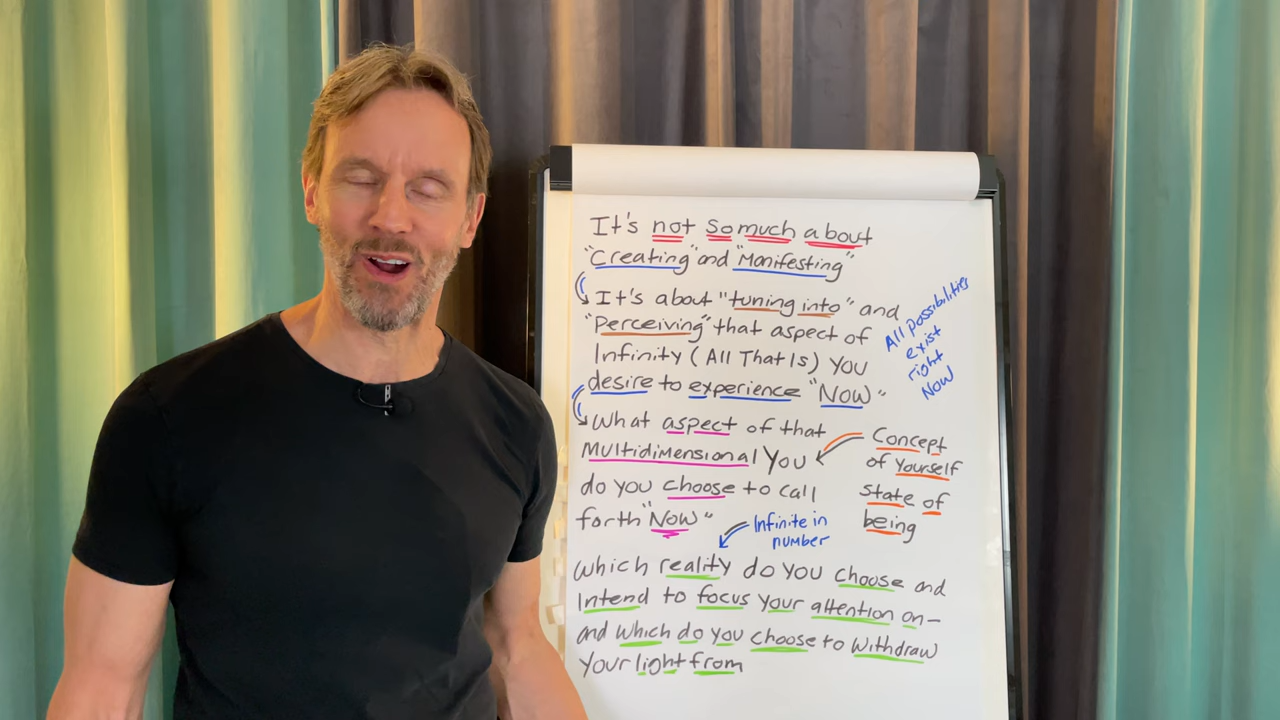 It's not so much about
"Creating" and "Manifesting"
It's about "tuning into" and
"Perceiving" that aspect of
Infinity (All That Is) You
desire to experience "Now"
All Possibilities
exist
right
Now
What aspect of that
Multidimensional You
do you choose to call
forth "Now"
Concept
of Yourself
State of
being
Infinite in
number
Which reality do you choose and
Intend to focus your attention on-
and which do you choose to withdraw
your light from